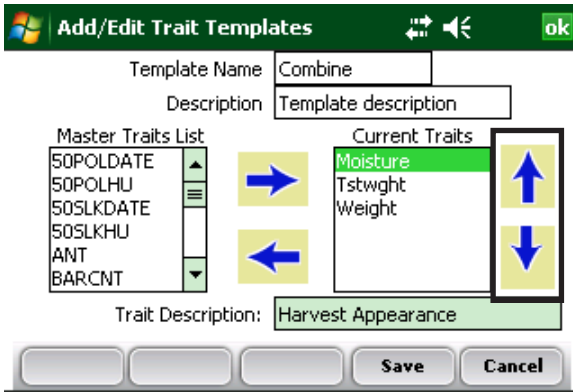 Add/Edit Trait Templates ok
Template Name Combine
Description Template description
Master Traits List
50POLDATE
50POLHU
50SLKDATE
50SLKHU
ANT
BARCNT
Current Traits
Moisture
Tstwght
Weight
Trait Description: Harvest Appearance
Save Cancel